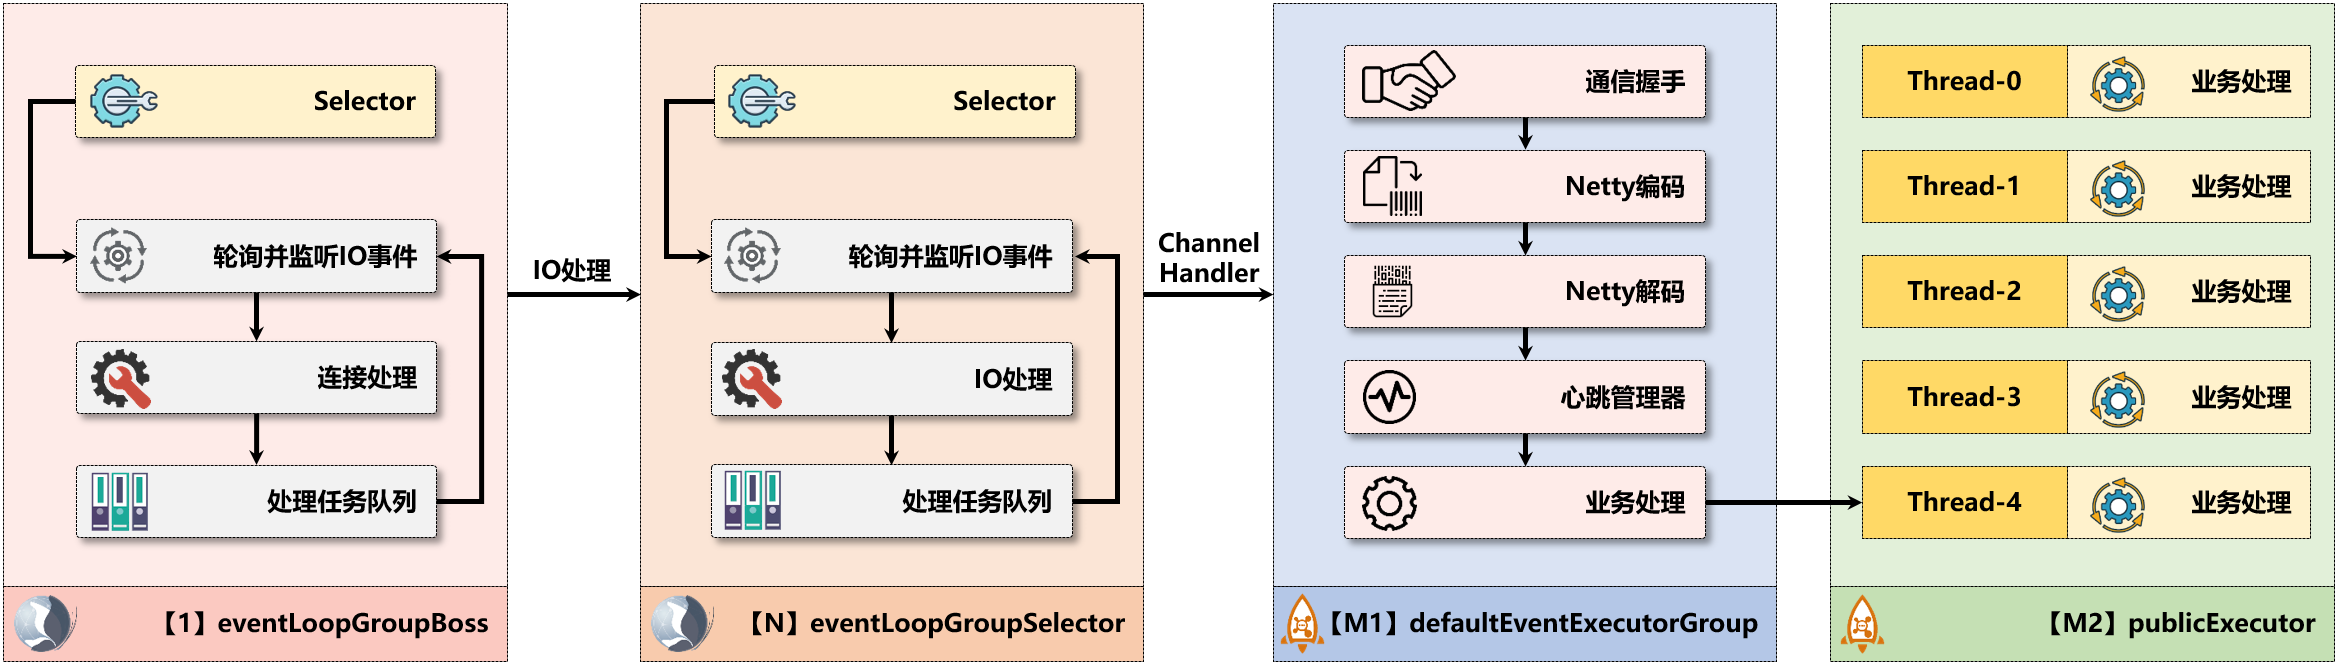 Selector
轮询并监听IO事件
连接处理
处理任务队列
【1】eventLoopGroupBoss
IO处理
Selector
轮询并监听IO事件
IO处理
处理任务队列
【N】eventLoopGroupSelector
Channel
Handler
通信握手
Netty编码
Netty解码
心跳管理器
业务处理
【M1】defaultEventExecutorGroup
Thread-0 业务处理
Thread-1 业务处理
Thread-2 业务处理
Thread-3 业务处理
Thread-4 业务处理
【M2】publicExecutor